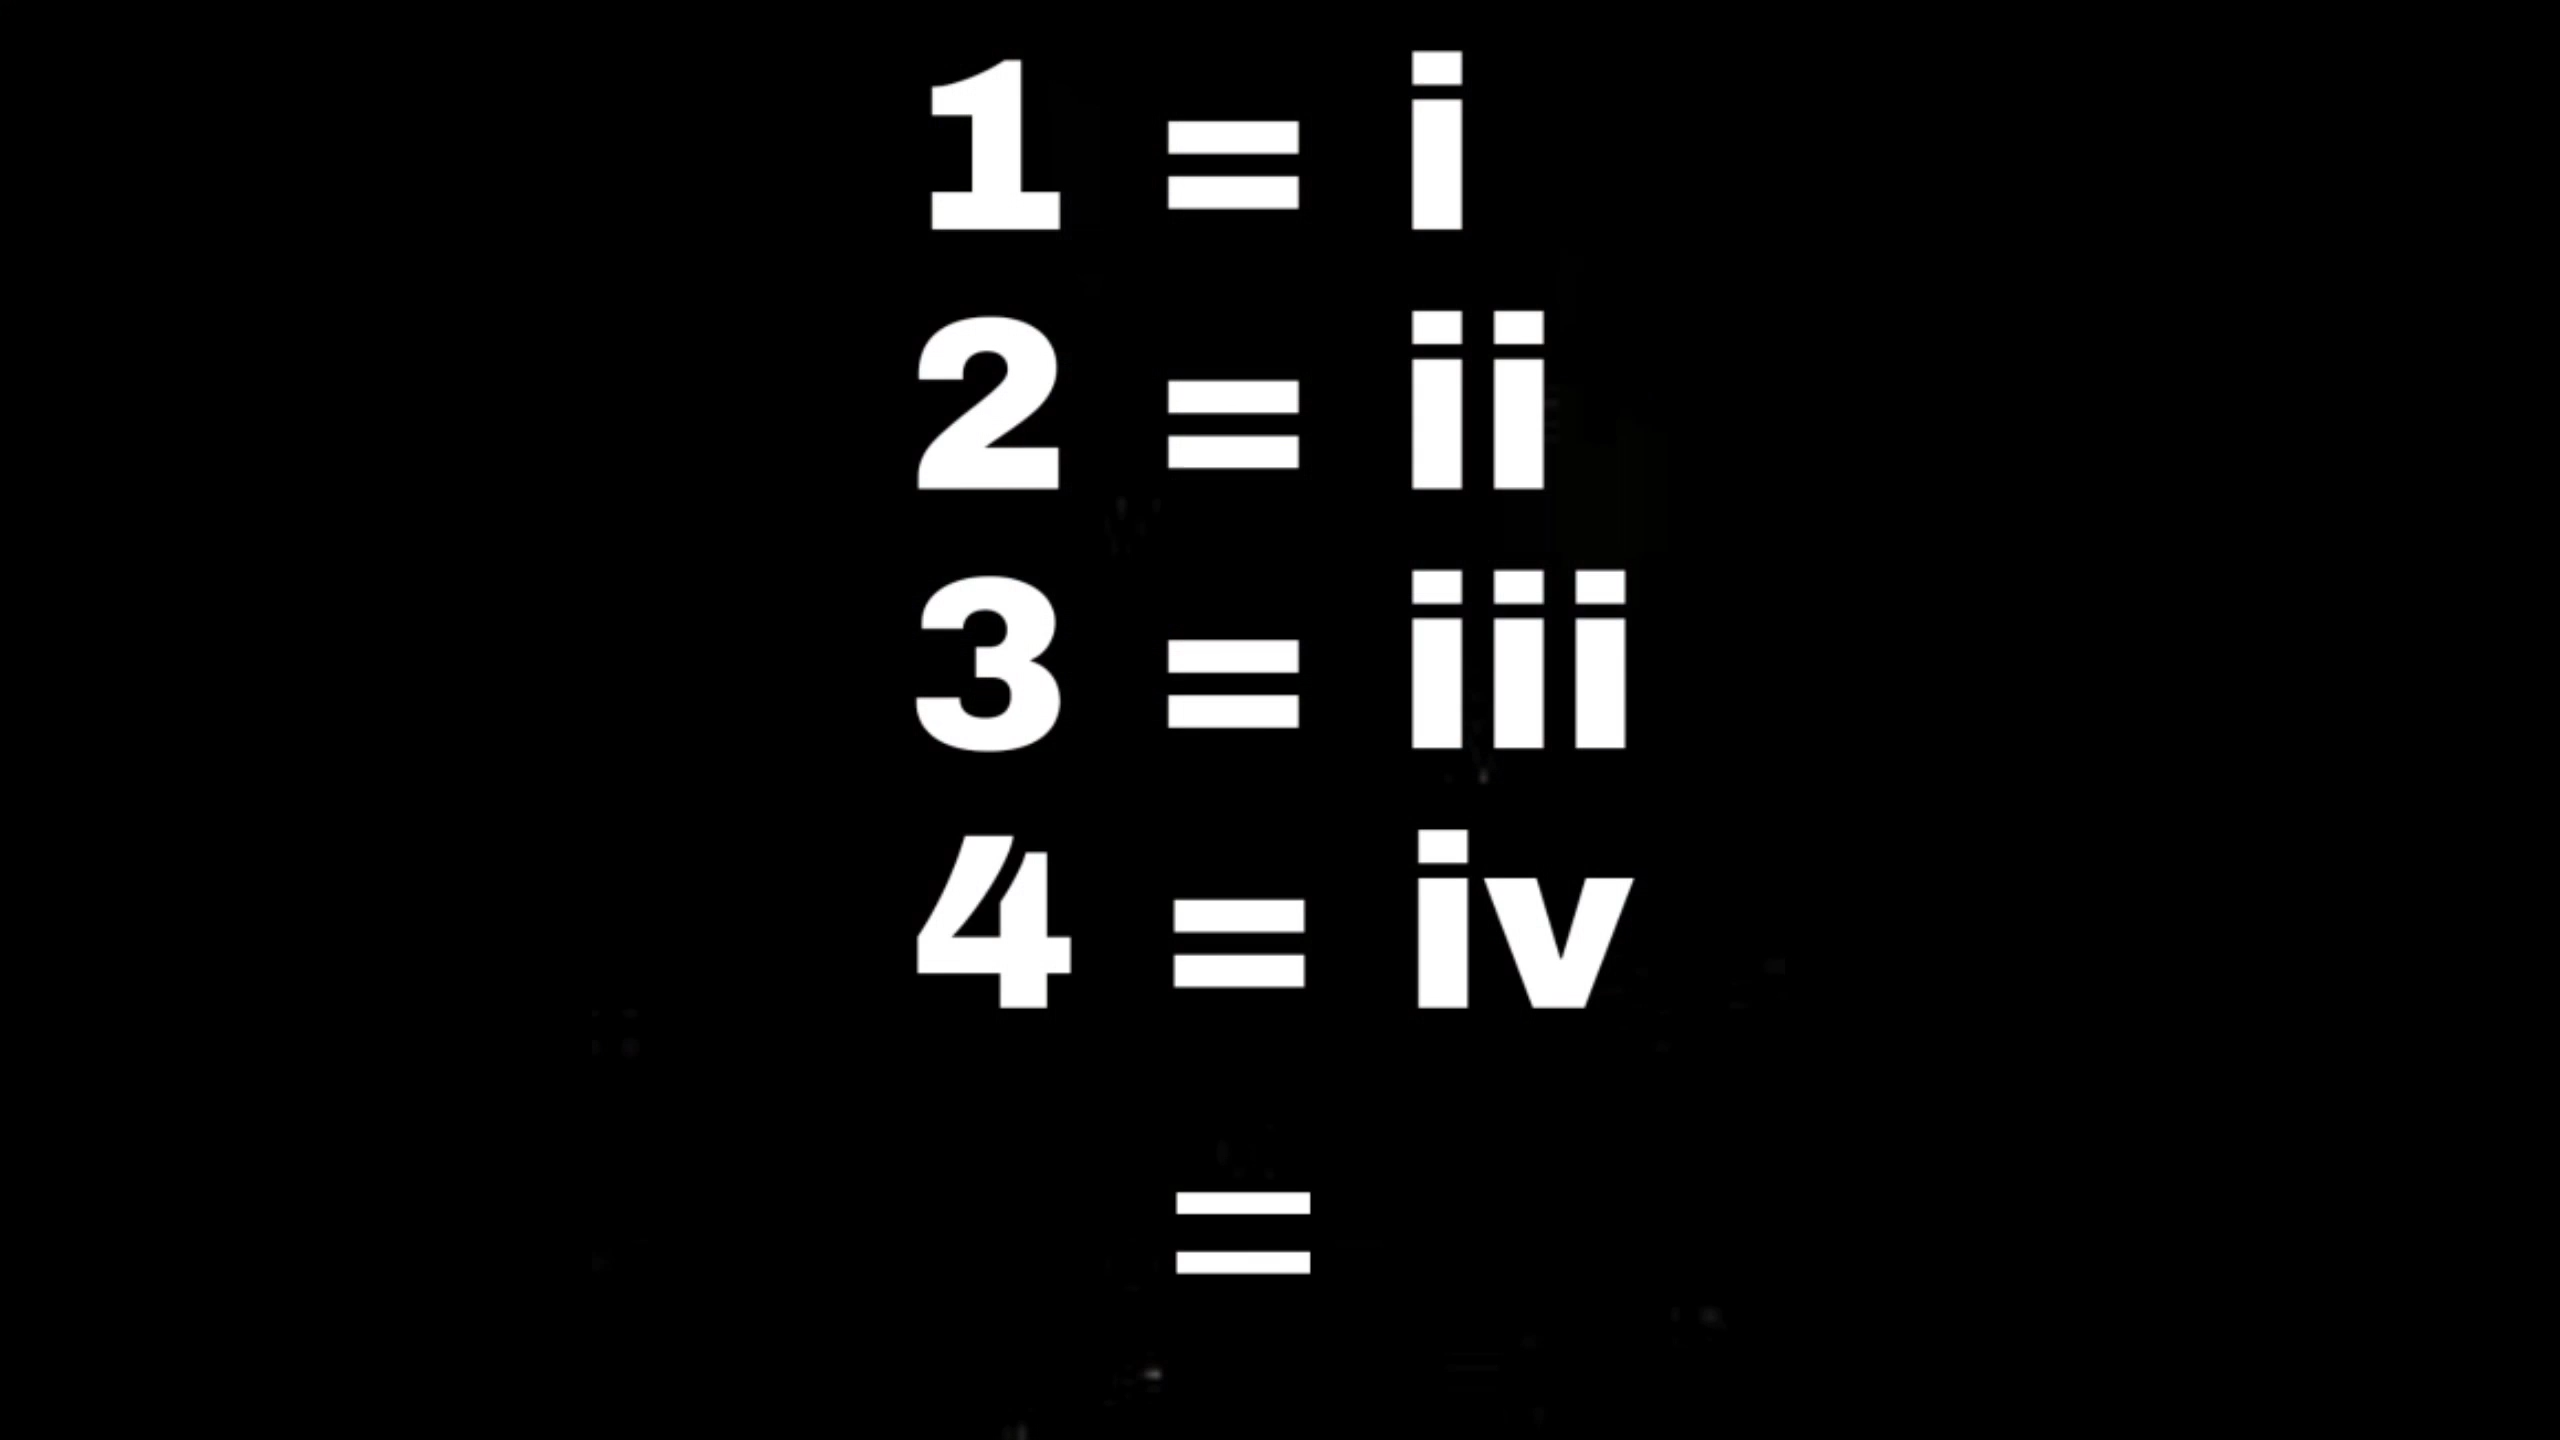 1 = i
2 = ii
3 = iii
4 = iv
=